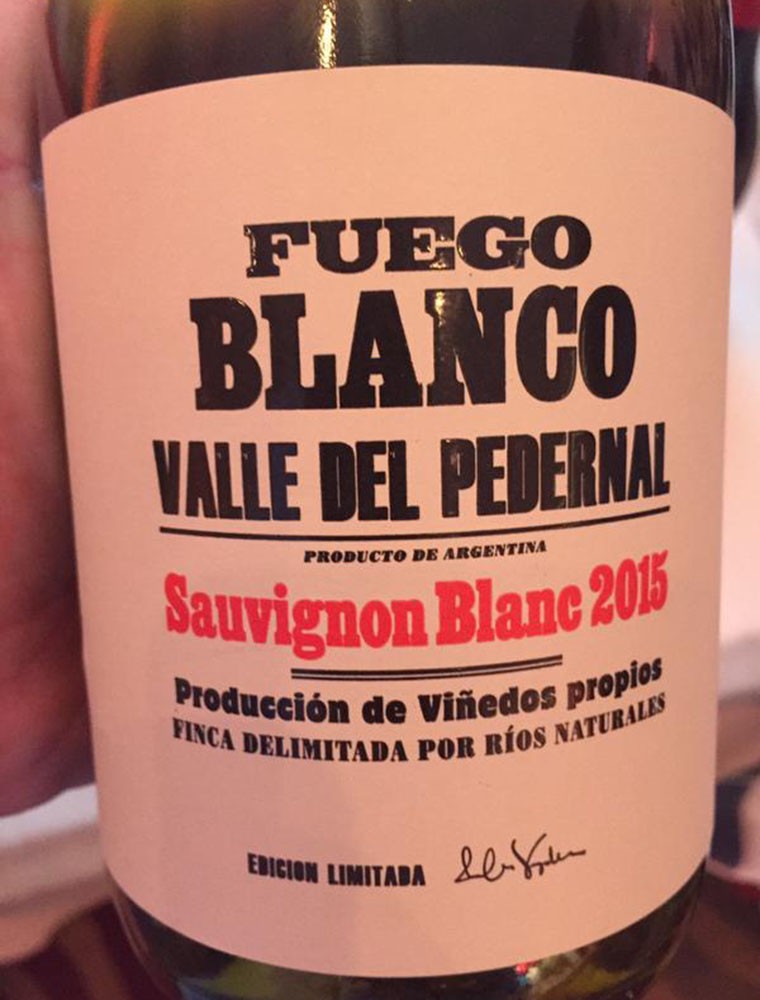 FUEGO
BLANCO
VALLE DEL PEDERNAL
PRODUCTO DE ARGENTINA
Sauvignon Blanc 2015
Producción de Viñedos propios
FINCA DELIMITADA POR RÍOS NATURALES
EDICION LIMITADA